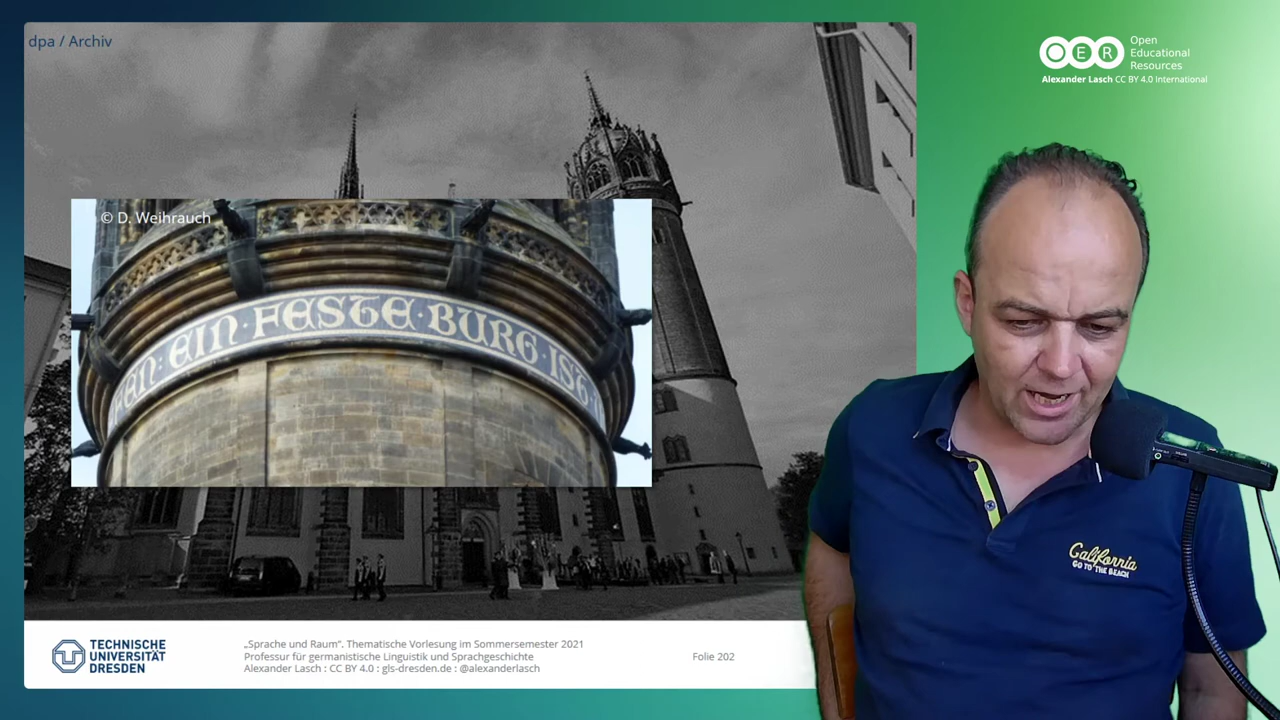 dpa / Archiv
© D. Weihrauch
EIN · FESTE · BURG · IST
TECHNISCHE
UNIVERSITÄT
DRESDEN
„Sprache und Raum“. Thematische Vorlesung im Sommersemester 2021
Professur für germanistische Linguistik und Sprachgeschichte
Alexander Lasch : CC BY 4.0 : gls-dresden.de : @alexanderlasch
Folie 202
OER
Open
Educational
Resources
Alexander Lasch CC BY 4.0 International
California
GO TO THE BEACH